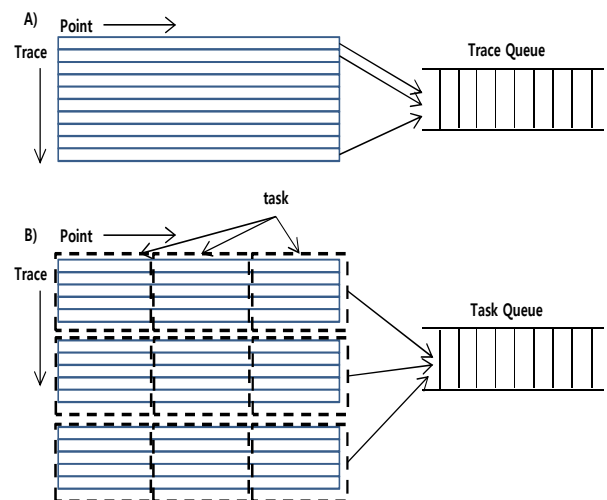 A)
Point
Trace
Trace Queue
task
B)
Point
Trace
Task Queue